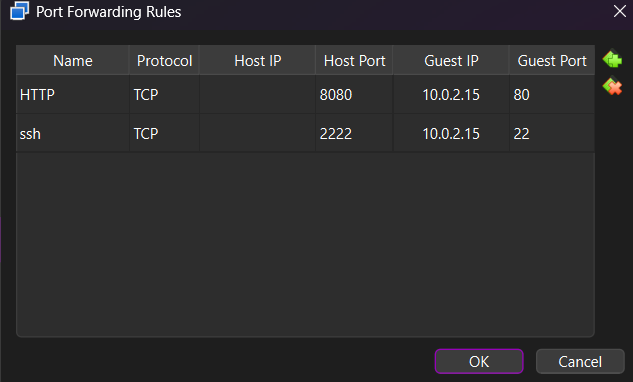 Port Forwarding Rules
Name Protocol Host IP Host Port Guest IP Guest Port
HTTP TCP 8080 10.0.2.15 80
ssh TCP 2222 10.0.2.15 22
OK Cancel